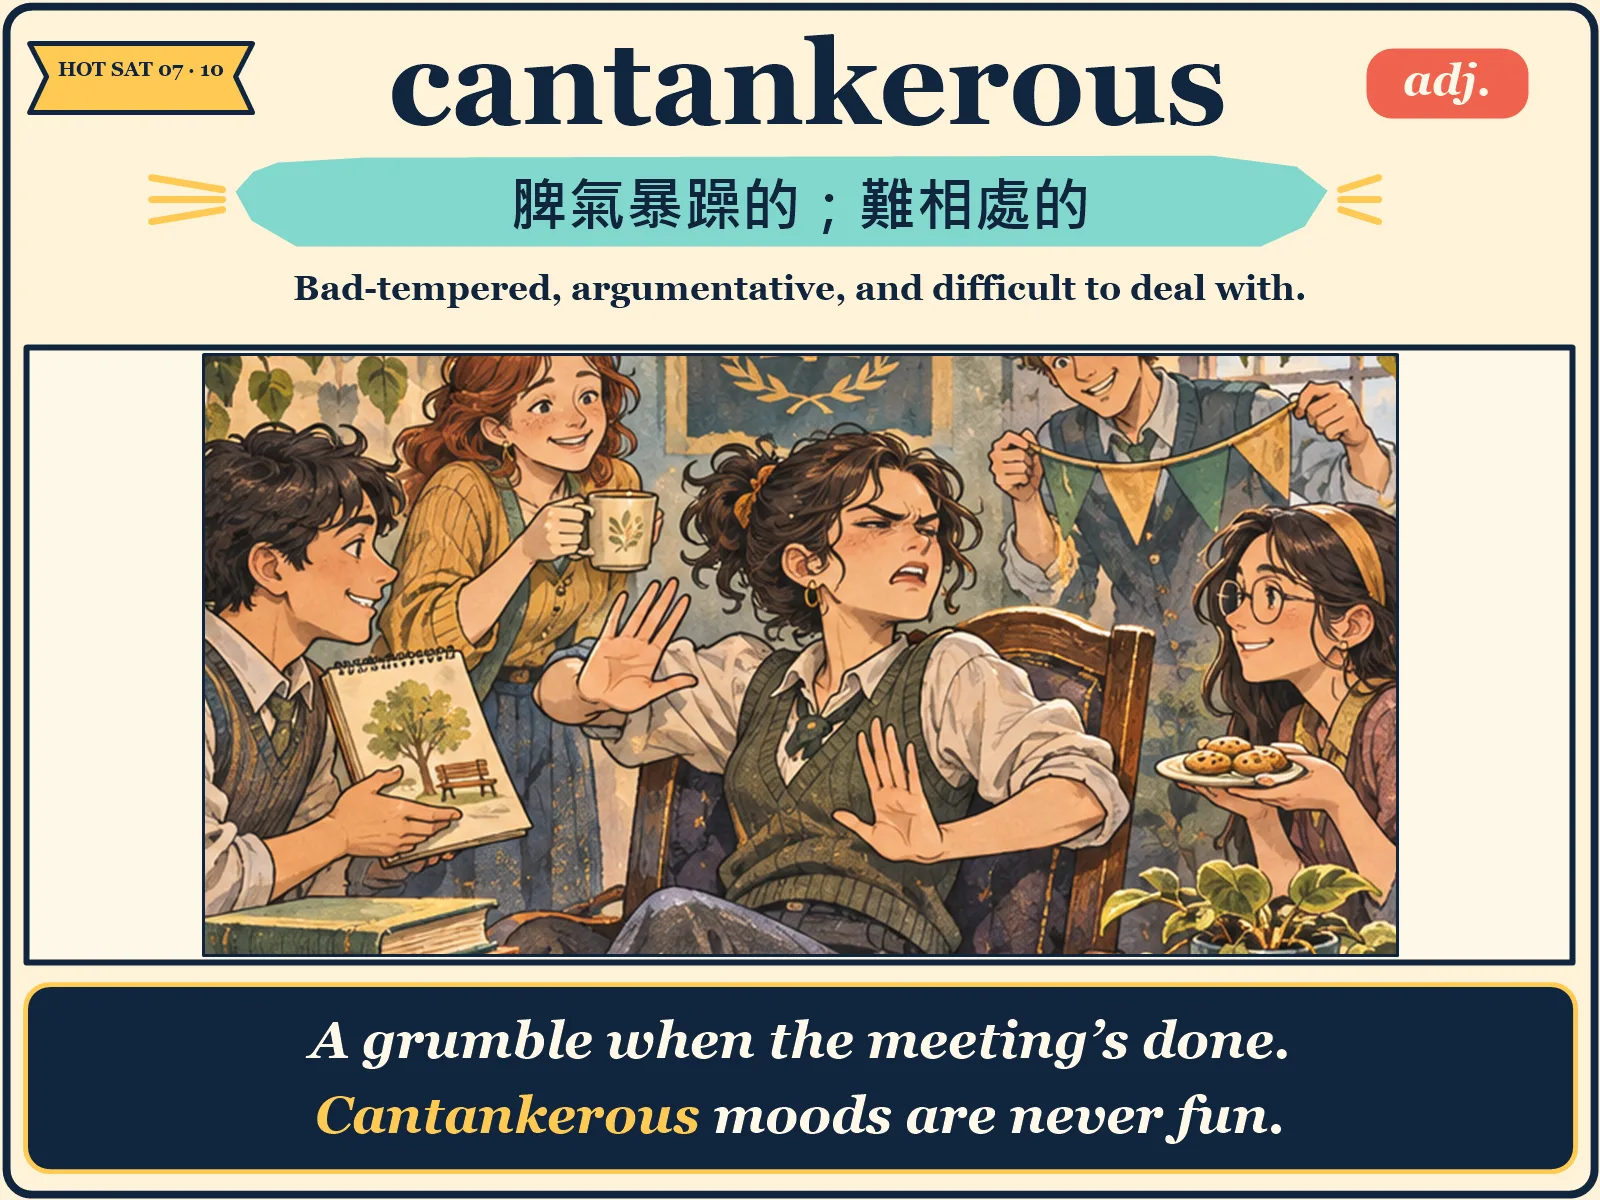 HOT SAT 07 · 10
cantankerous
adj.
脾氣暴躁的；難相處的
Bad-tempered, argumentative, and difficult to deal with.
A grumble when the meeting’s done.
Cantankerous moods are never fun.